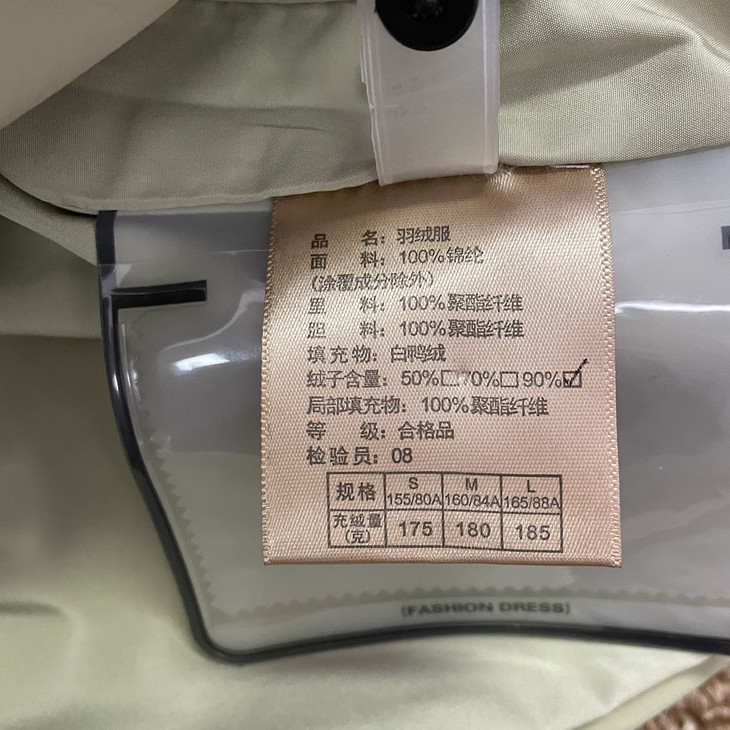 品 名：羽绒服
面 料：100%锦纶
（涂覆成分除外）
里 料：100%聚酯纤维
胆 料：100%聚酯纤维
填充物：白鸭绒
绒子含量：50%☐70%☐90%☑
局部填充物：100%聚酯纤维
等 级：合格品
检验员：08
规格 S 155/80A M 160/84A L 165/88A
充绒量（克） 175 180 185
(FASHION DRESS)